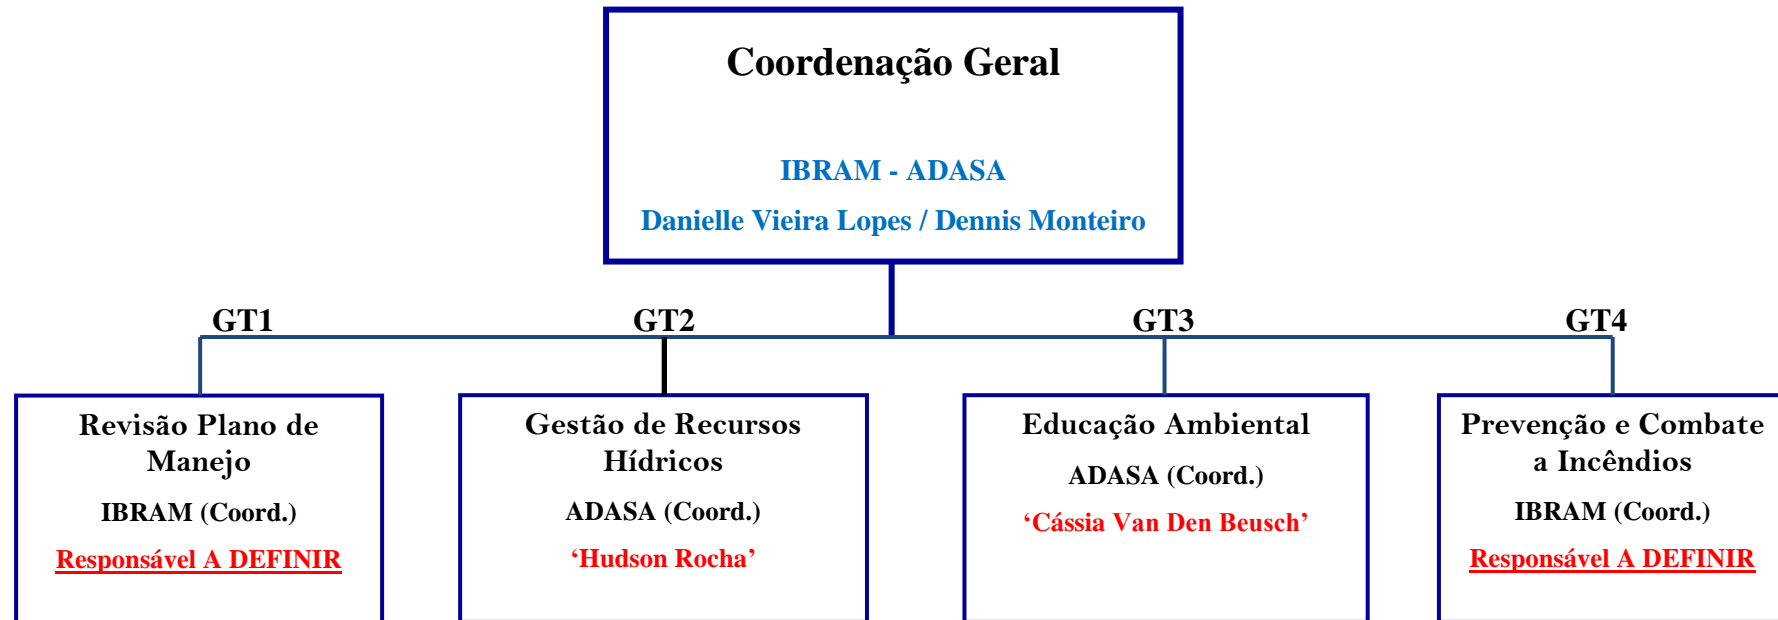 Coordenação Geral
IBRAM - ADASA
Danielle Vieira Lopes / Dennis Monteiro
GT1
GT2
GT3
GT4
Revisão Plano de
Manejo
IBRAM (Coord.)
Responsável A DEFINIR
Gestão de Recursos
Hídricos
ADASA (Coord.)
‘Hudson Rocha’
Educação Ambiental
ADASA (Coord.)
‘Cássia Van Den Beusch’
Prevenção e Combate
a Incêndios
IBRAM (Coord.)
Responsável A DEFINIR